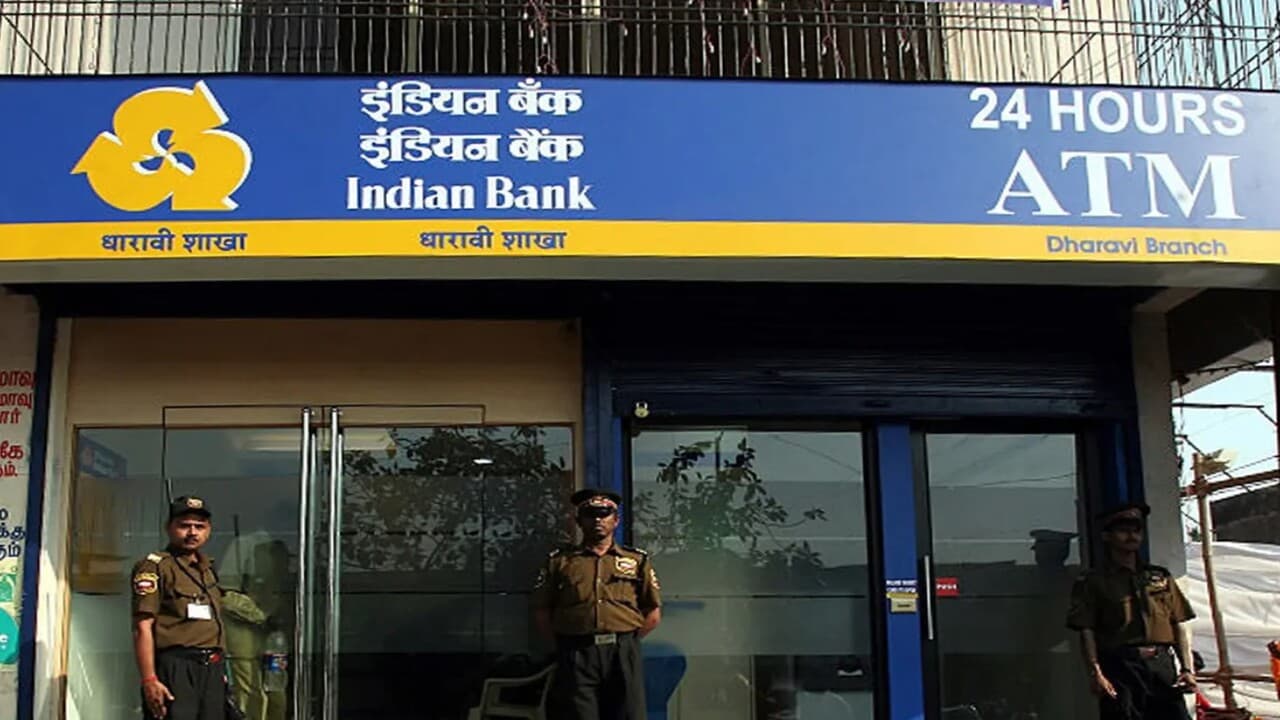 इंडियन बँक
इंडियन बैंक
Indian Bank
24 HOURS
ATM
धारावी शाखा
धारावी शाखा
Dharavi Branch